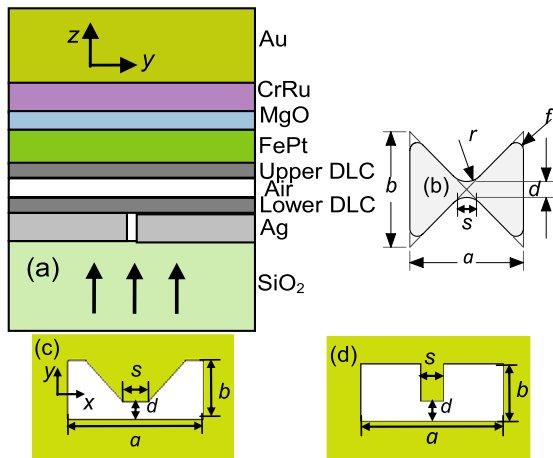 z
y
Au
CrRu
MgO
FePt
Upper DLC
Air
Lower DLC
Ag
(a)
SiO2
r
f
b
(b)
d
s
a
(c)
y
x
s
d
b
a
(d)
s
d
b
a